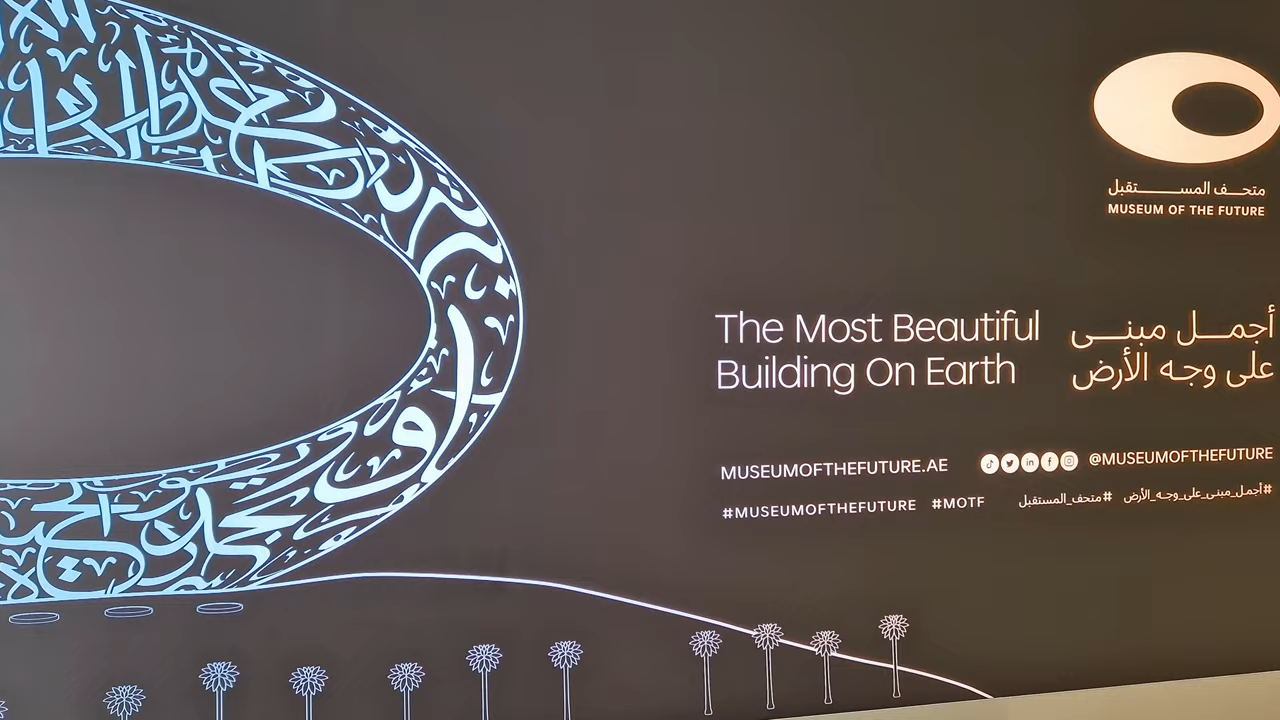 متحف المستقبل
MUSEUM OF THE FUTURE
The Most Beautiful
Building On Earth
أجمل مبنى
على وجه الأرض
MUSEUMOFTHEFUTURE.AE
@MUSEUMOFTHEFUTURE
#MUSEUMOFTHEFUTURE #MOTF
#أجمل_مبنى_على_وجه_الأرض #متحف_المستقبل